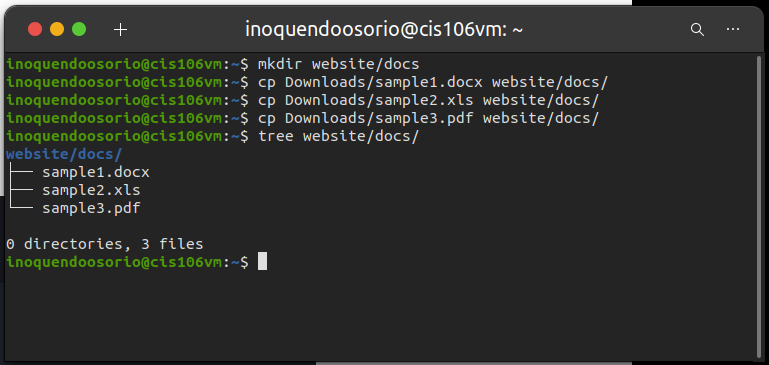 inoquendoosorio@cis106vm: ~
inoquendoosorio@cis106vm:~$ mkdir website/docs
inoquendoosorio@cis106vm:~$ cp Downloads/sample1.docx website/docs/
inoquendoosorio@cis106vm:~$ cp Downloads/sample2.xls website/docs/
inoquendoosorio@cis106vm:~$ cp Downloads/sample3.pdf website/docs/
inoquendoosorio@cis106vm:~$ tree website/docs/
website/docs/
├── sample1.docx
├── sample2.xls
└── sample3.pdf
0 directories, 3 files
inoquendoosorio@cis106vm:~$